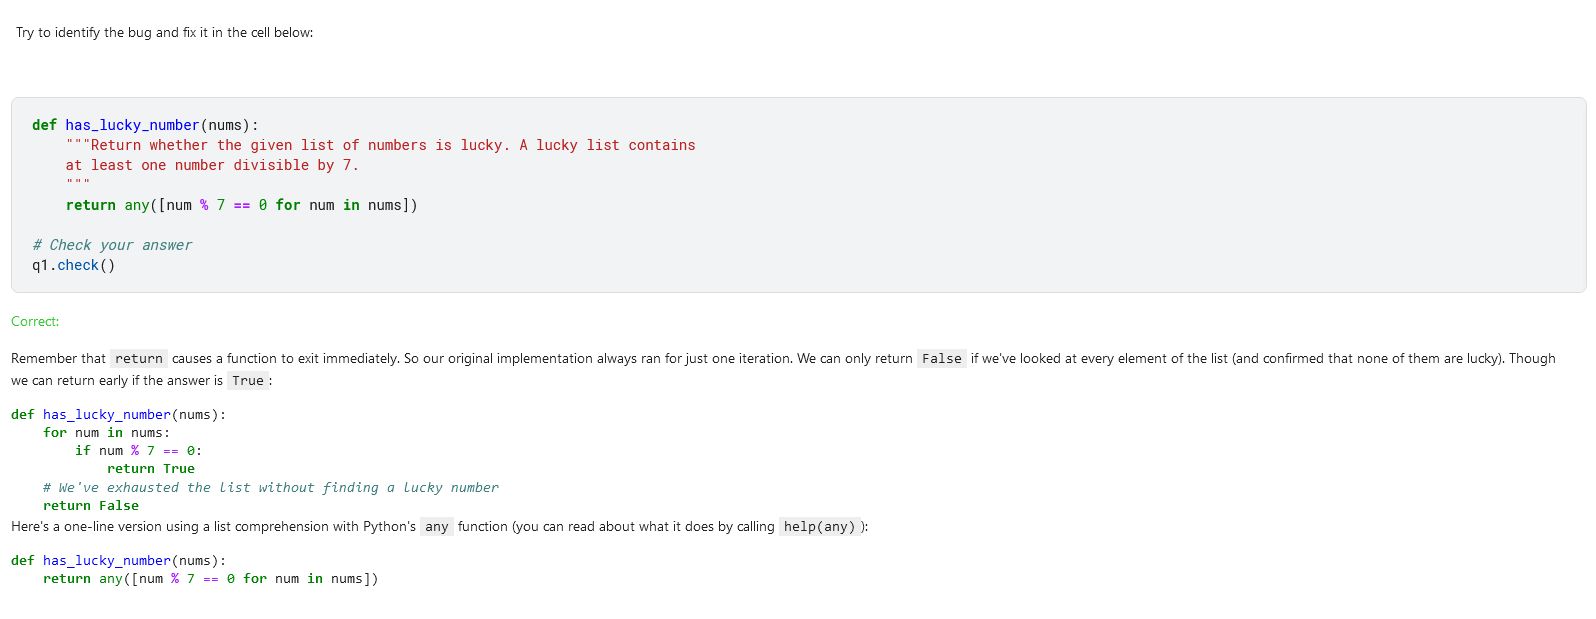 Try to identify the bug and fix it in the cell below:
def has_lucky_number(nums):
    """Return whether the given list of numbers is lucky. A lucky list contains
    at least one number divisible by 7.
    """
    return any([num % 7 == 0 for num in nums])
# Check your answer
q1.check()
Correct:
Remember that return causes a function to exit immediately. So our original implementation always ran for just one iteration. We can only return False if we've looked at every element of the list (and confirmed that none of them are lucky). Though
we can return early if the answer is True:
def has_lucky_number(nums):
    for num in nums:
        if num % 7 == 0:
            return True
    # We've exhausted the list without finding a lucky number
    return False
Here's a one-line version using a list comprehension with Python's any function (you can read about what it does by calling help(any)):
def has_lucky_number(nums):
    return any([num % 7 == 0 for num in nums])